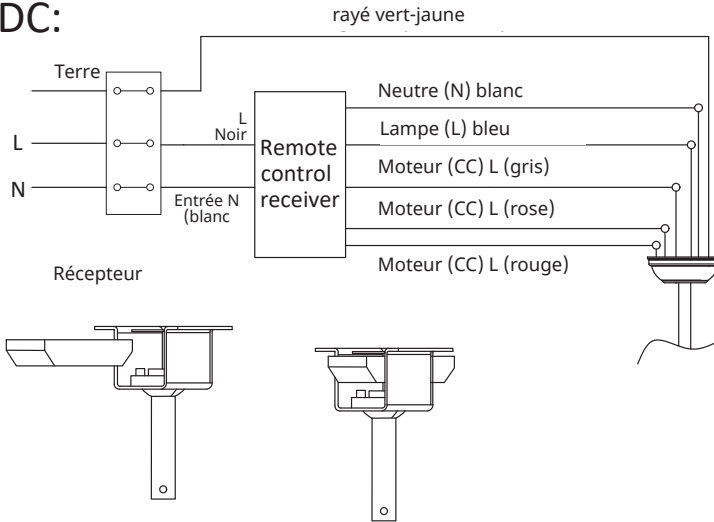 DC:
rayé vert-jaune
Terre
L
N
L
Noir
Entrée N
(blanc
Remote
control
receiver
Neutre (N) blanc
Lampe (L) bleu
Moteur (CC) L (gris)
Moteur (CC) L (rose)
Moteur (CC) L (rouge)
Récepteur